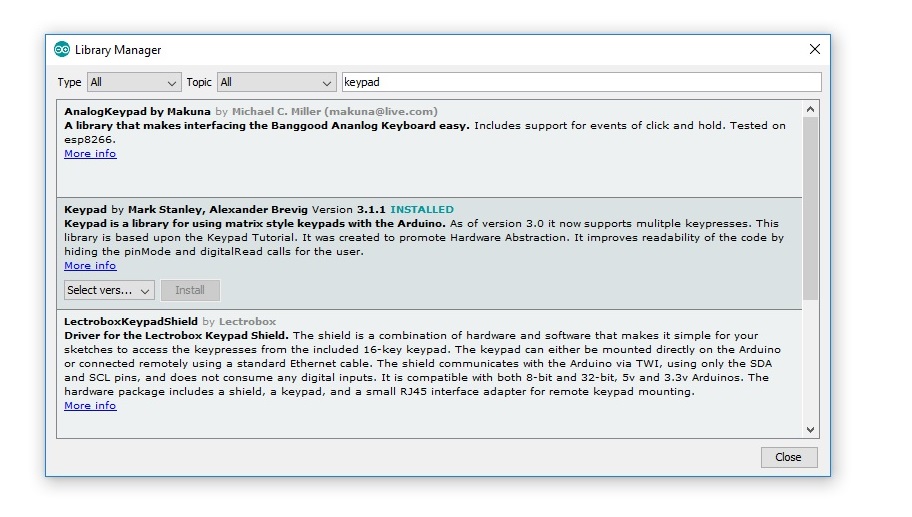 Library Manager
Type All Topic All keypad
AnalogKeypad by Makuna by Michael C. Miller (makuna@live.com)
A library that makes interfacing the Banggood Ananlog Keyboard easy. Includes support for events of click and hold. Tested on
esp8266.
More info
Keypad by Mark Stanley, Alexander Brevig Version 3.1.1 INSTALLED
Keypad is a library for using matrix style keypads with the Arduino. As of version 3.0 it now supports mulitple keypresses. This
library is based upon the Keypad Tutorial. It was created to promote Hardware Abstraction. It improves readability of the code by
hiding the pinMode and digitalRead calls for the user.
More info
Select vers... Install
LectroboxKeypadShield by Lectrobox
Driver for the Lectrobox Keypad Shield. The shield is a combination of hardware and software that makes it simple for your
sketches to access the keypresses from the included 16-key keypad. The keypad can either be mounted directly on the Arduino
or connected remotely using a standard Ethernet cable. The shield communicates with the Arduino via TWI, using only the SDA
and SCL pins, and does not consume any digital inputs. It is compatible with both 8-bit and 32-bit, 5v and 3.3v Arduinos. The
hardware package includes a shield, a keypad, and a small RJ45 interface adapter for remote keypad mounting.
More info
Close